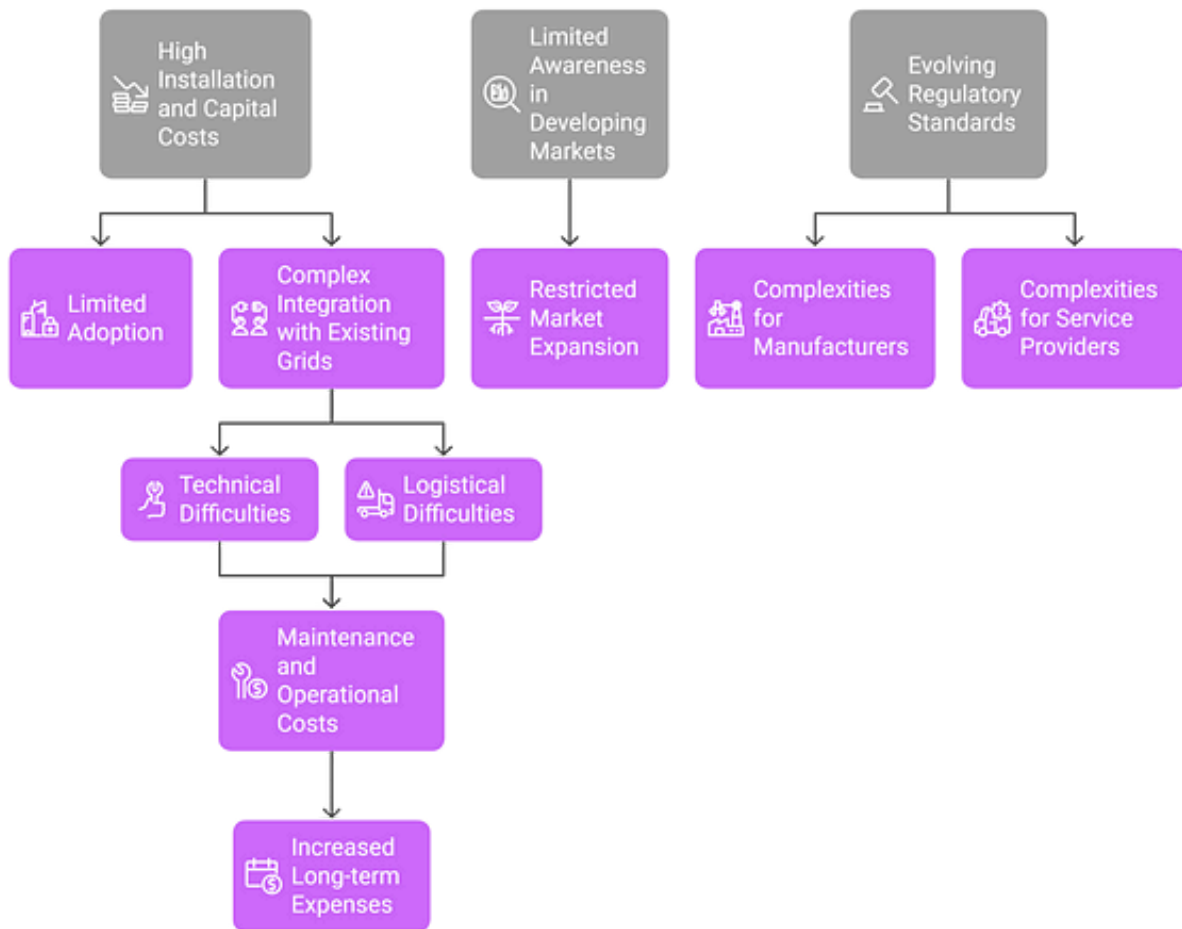 High
Installation
and Capital
Costs
Limited
Awareness
in
Developing
Markets
Evolving
Regulatory
Standards
Limited
Adoption
Complex
Integration
with Existing
Grids
Restricted
Market
Expansion
Complexities
for
Manufacturers
Complexities
for Service
Providers
Technical
Difficulties
Logistical
Difficulties
Maintenance
and
Operational
Costs
Increased
Long-term
Expenses